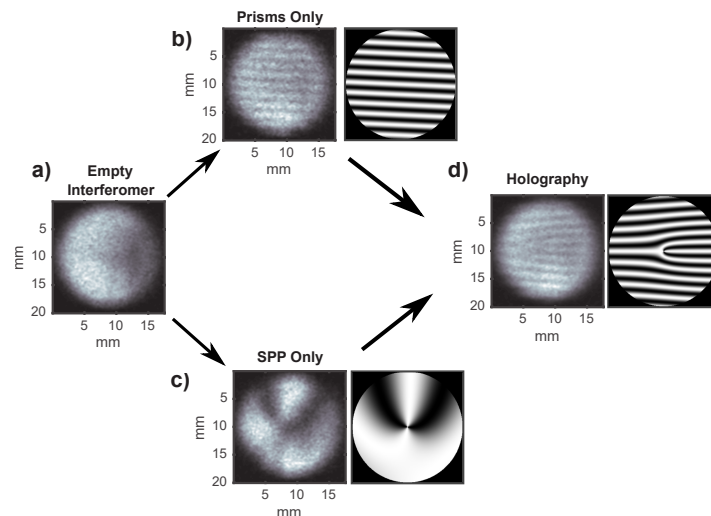 Prisms Only
b)
5
10
15
20
mm
5 10 15
mm
a)
Empty
Interferomer
5
10
15
20
mm
5 10 15
mm
d)
Holography
5
10
15
20
mm
5 10 15
mm
SPP Only
c)
5
10
15
20
mm
5 10 15
mm